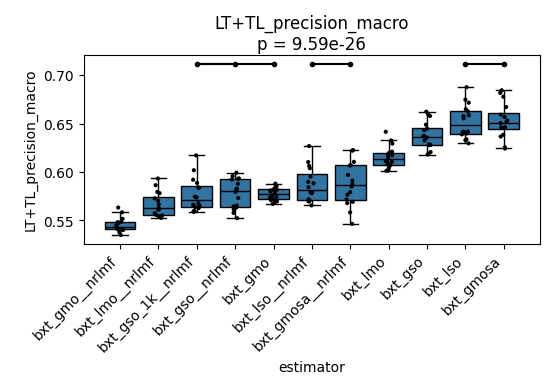 LT+TL_precision_macro
p = 9.59e-26
LT+TL_precision_macro
0.70
0.65
0.60
0.55
bxt_gmo__nrlmf
bxt_lmo__nrlmf
bxt_gso_1k__nrlmf
bxt_gso__nrlmf
bxt_gmo
bxt_lso__nrlmf
bxt_gmosa__nrlmf
bxt_lmo
bxt_gso
bxt_lso
bxt_gmosa
estimator